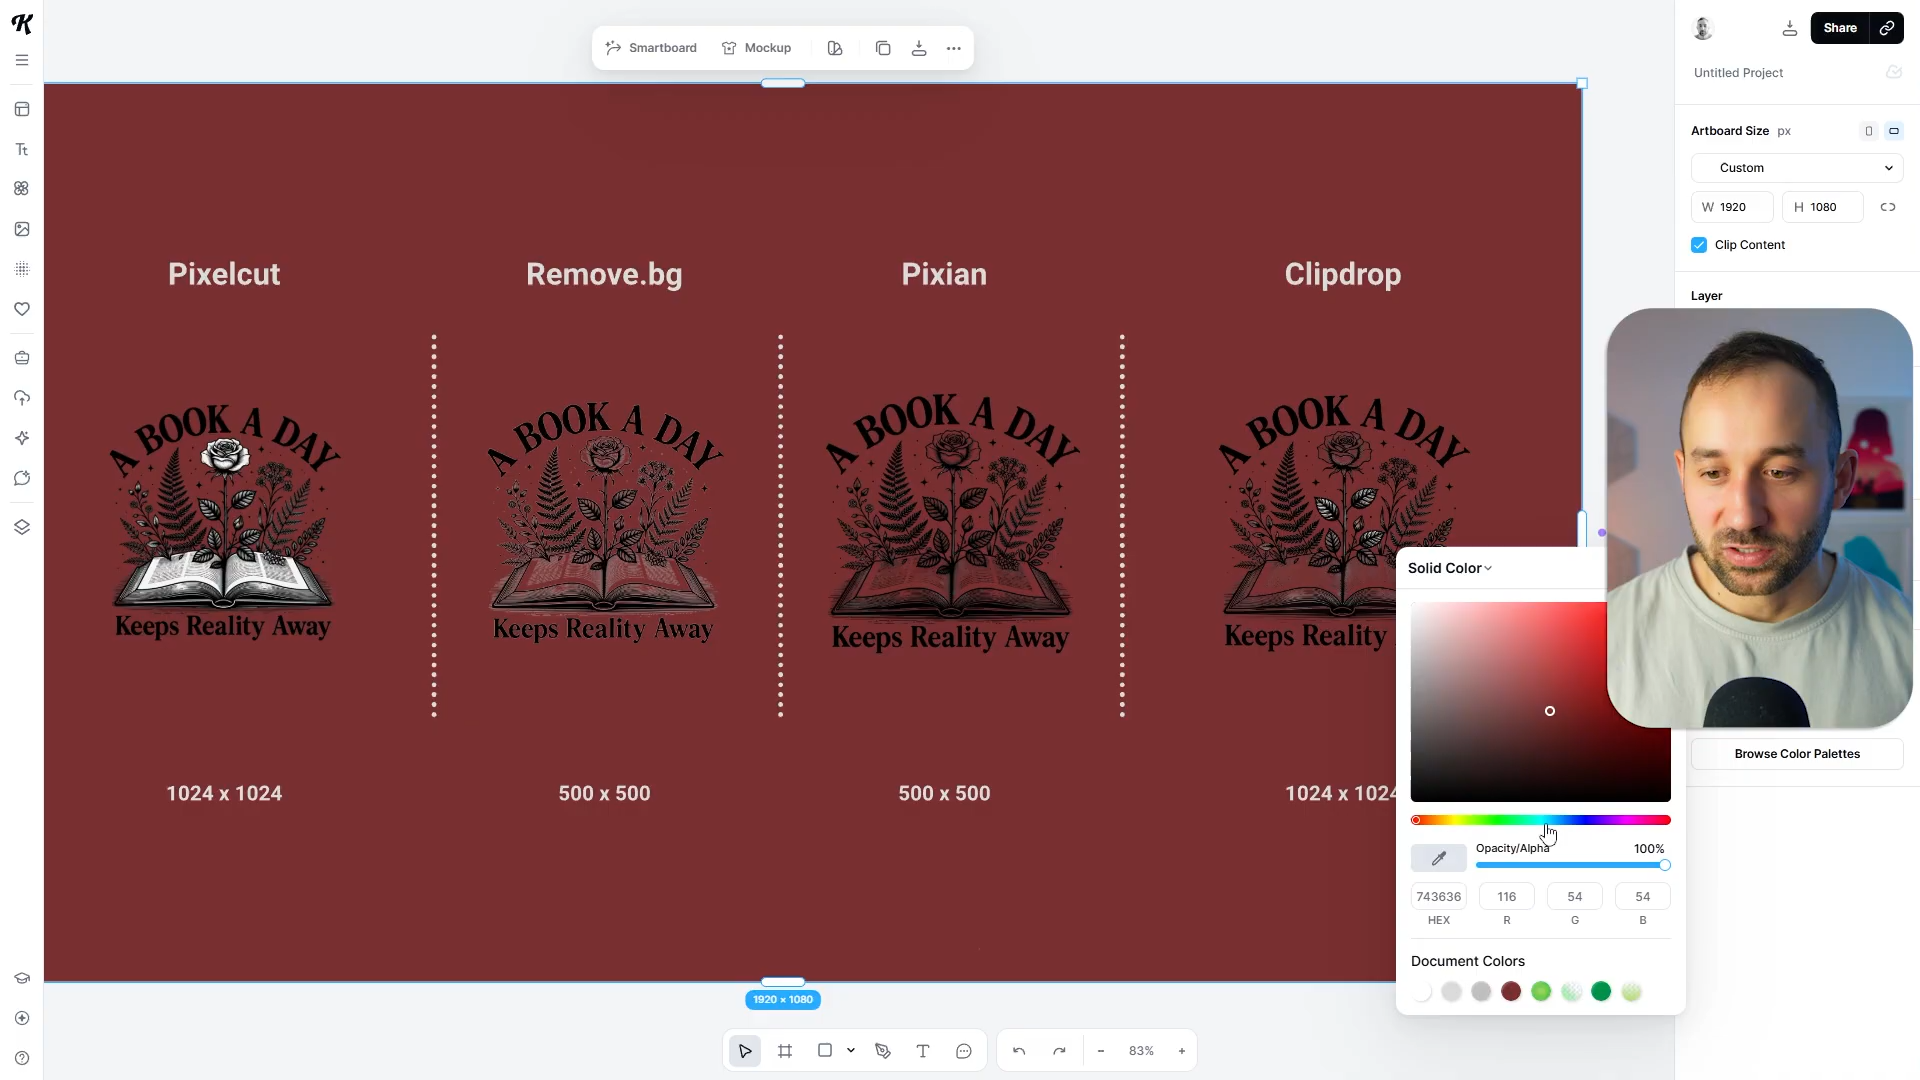 K
Smartboard
Mockup
Share
Untitled Project
Artboard Size px
Custom
W 1920
H 1080
Clip Content
Layer
Pixelcut
Remove.bg
Pixian
Clipdrop
A BOOK A DAY
Keeps Reality Away
A BOOK A DAY
Keeps Reality Away
A BOOK A DAY
Keeps Reality Away
A BOOK A DAY
Keeps Reality
1024 x 1024
500 x 500
500 x 500
1024 x 1024
Solid Color
Browse Color Palettes
Opacity/Alpha
100%
743636
116
54
54
HEX
R
G
B
Document Colors
1920 × 1080
83%